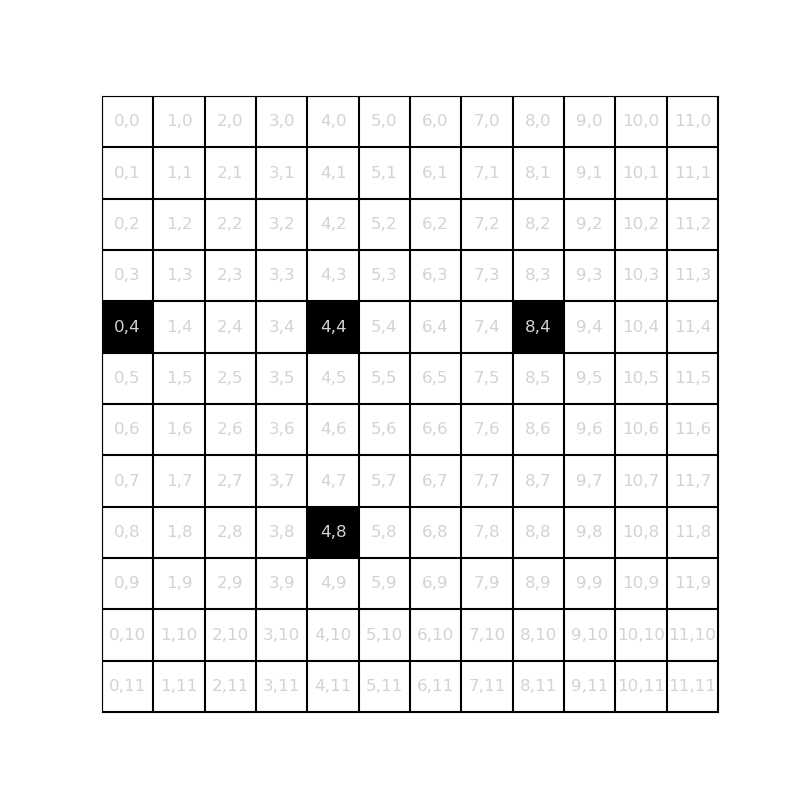 0,0 1,0 2,0 3,0 4,0 5,0 6,0 7,0 8,0 9,0 10,0 11,0
0,1 1,1 2,1 3,1 4,1 5,1 6,1 7,1 8,1 9,1 10,1 11,1
0,2 1,2 2,2 3,2 4,2 5,2 6,2 7,2 8,2 9,2 10,2 11,2
0,3 1,3 2,3 3,3 4,3 5,3 6,3 7,3 8,3 9,3 10,3 11,3
0,4 1,4 2,4 3,4 4,4 5,4 6,4 7,4 8,4 9,4 10,4 11,4
0,5 1,5 2,5 3,5 4,5 5,5 6,5 7,5 8,5 9,5 10,5 11,5
0,6 1,6 2,6 3,6 4,6 5,6 6,6 7,6 8,6 9,6 10,6 11,6
0,7 1,7 2,7 3,7 4,7 5,7 6,7 7,7 8,7 9,7 10,7 11,7
0,8 1,8 2,8 3,8 4,8 5,8 6,8 7,8 8,8 9,8 10,8 11,8
0,9 1,9 2,9 3,9 4,9 5,9 6,9 7,9 8,9 9,9 10,9 11,9
0,10 1,10 2,10 3,10 4,10 5,10 6,10 7,10 8,10 9,10 10,10 11,10
0,11 1,11 2,11 3,11 4,11 5,11 6,11 7,11 8,11 9,11 10,11 11,11